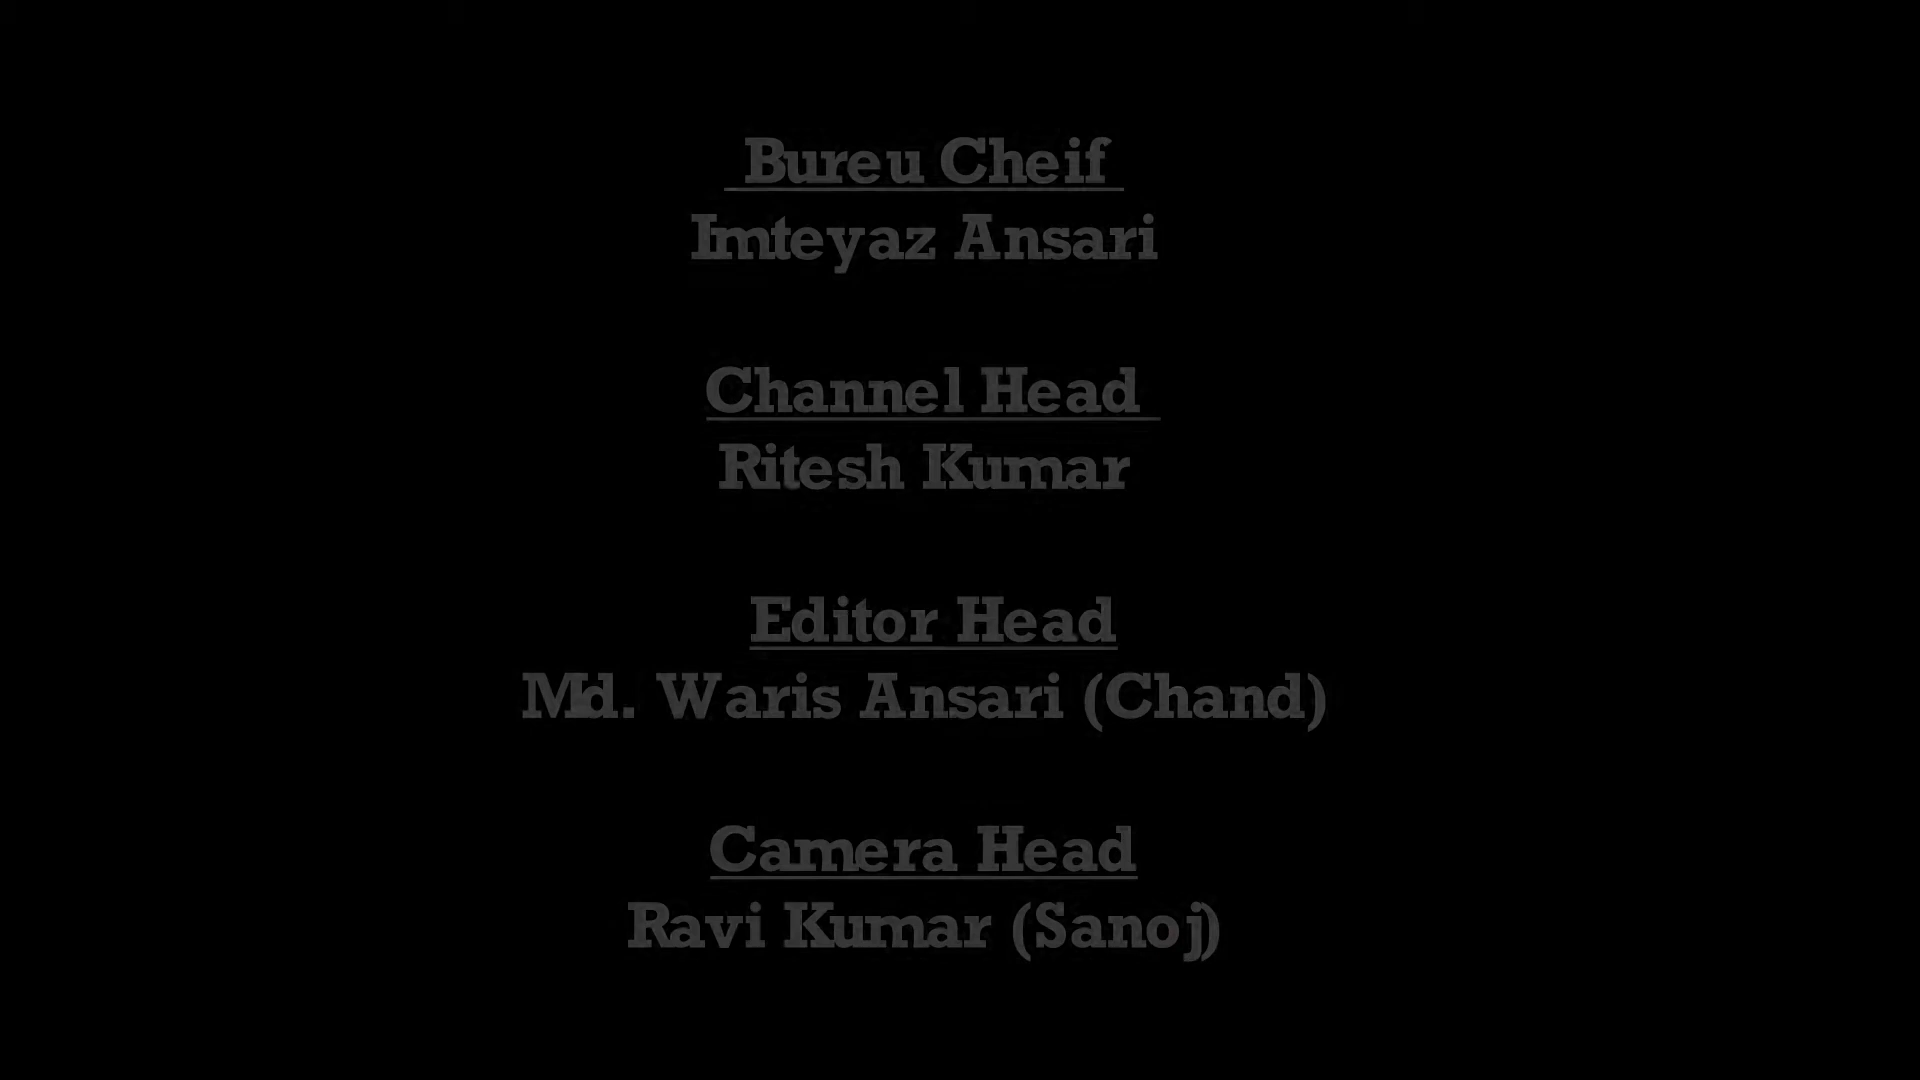 Bureu Cheif
Imteyaz Ansari
Channel Head
Ritesh Kumar
Editor Head
Md. Waris Ansari (Chand)
Camera Head
Ravi Kumar (Sanoj)